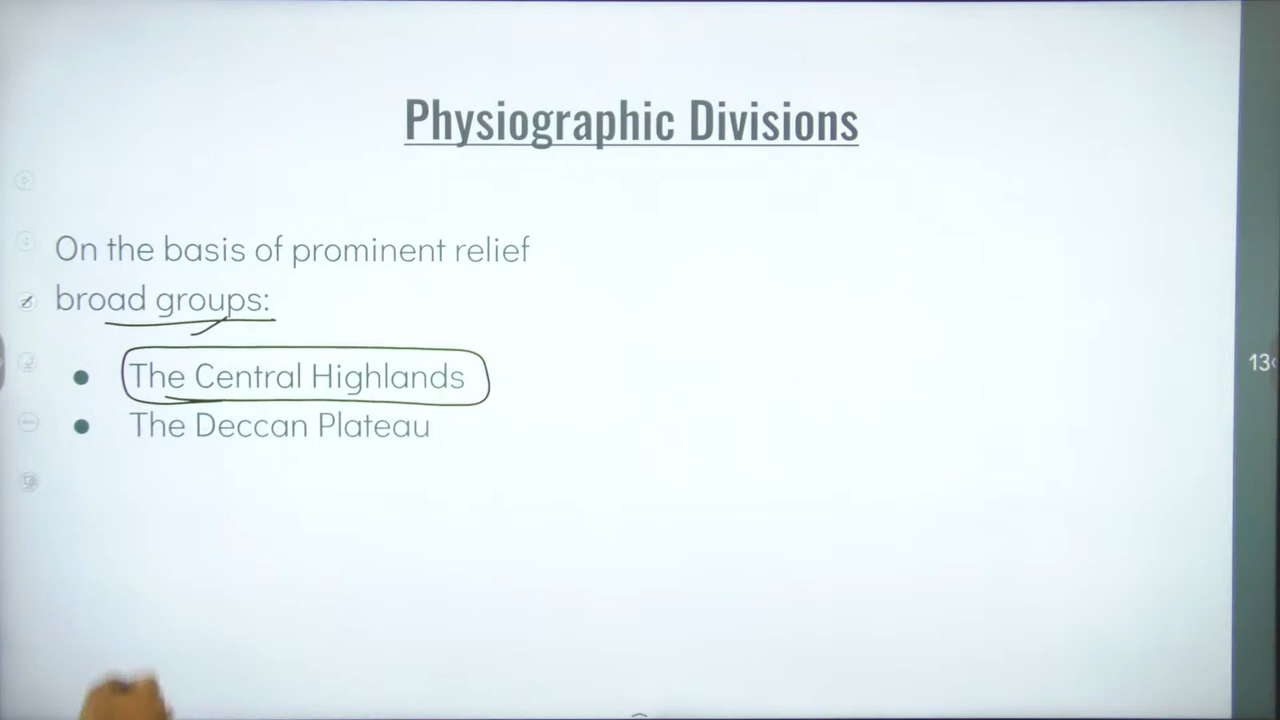 Physiographic Divisions
On the basis of prominent relief
broad groups:
The Central Highlands
The Deccan Plateau
13